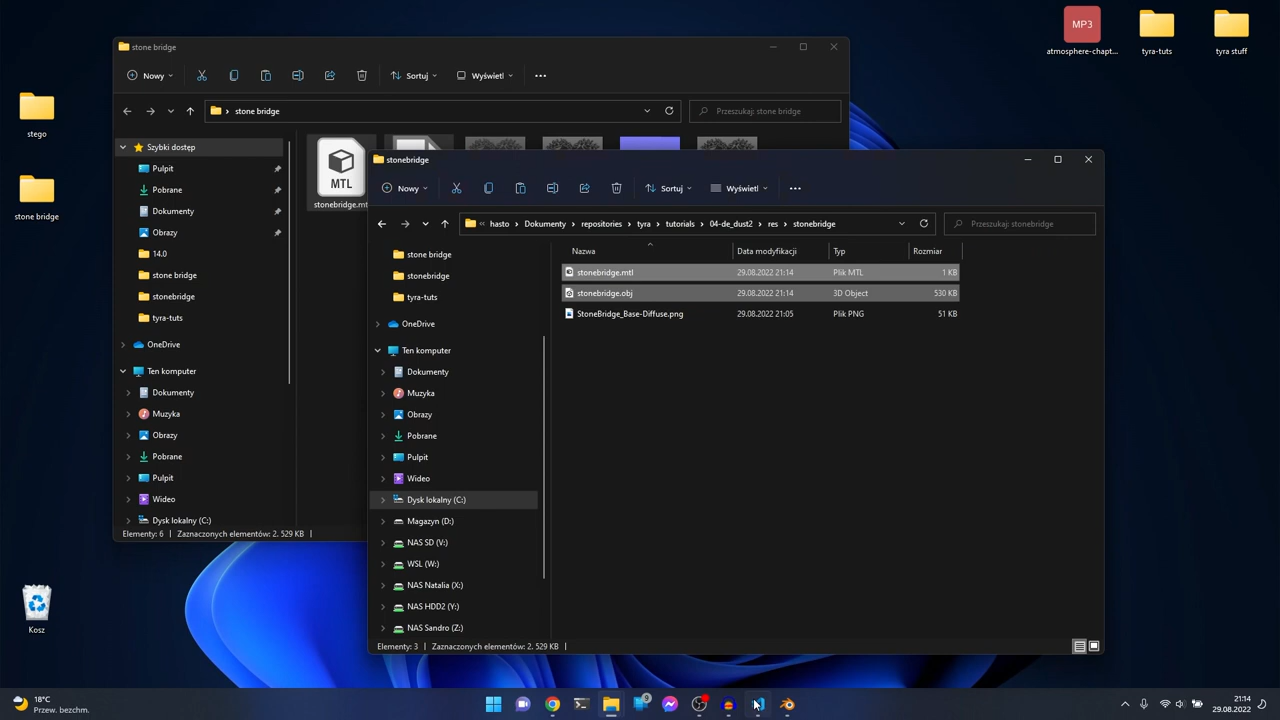 MP3
atmosphere-chapt...
tyra-tuts
tyra stuff
stego
stone bridge
Kosz
stone bridge
Nowy
Sortuj
Wyświetl
stone bridge
Przeszukaj: stone bridge
Szybki dostęp
Pulpit
Pobrane
Dokumenty
Obrazy
14.0
stone bridge
stonebridge
tyra-tuts
OneDrive
Ten komputer
Dokumenty
Muzyka
Obrazy
Pobrane
Pulpit
Wideo
Dysk lokalny (C:)
MTL
stonebridge.mt
Elementy: 6
Zaznaczonych elementów: 2. 529 KB
stonebridge
Nowy
Sortuj
Wyświetl
« hasto › Dokumenty › repositories › tyra › tutorials › 04-de_dust2 › res › stonebridge
Przeszukaj: stonebridge
stone bridge
stonebridge
tyra-tuts
OneDrive
Ten komputer
Dokumenty
Muzyka
Obrazy
Pobrane
Pulpit
Wideo
Dysk lokalny (C:)
Magazyn (D:)
NAS SD (V:)
WSL (W:)
NAS Natalia (X:)
NAS HDD2 (Y:)
NAS Sandro (Z:)
Nazwa Data modyfikacji Typ Rozmiar
stonebridge.mtl 29.08.2022 21:14 Plik MTL 1 KB
stonebridge.obj 29.08.2022 21:14 3D Object 530 KB
StoneBridge_Base-Diffuse.png 29.08.2022 21:05 Plik PNG 51 KB
Elementy: 3
Zaznaczonych elementów: 2. 529 KB
18°C
Przew. bezchm.
9
21:14
29.08.2022